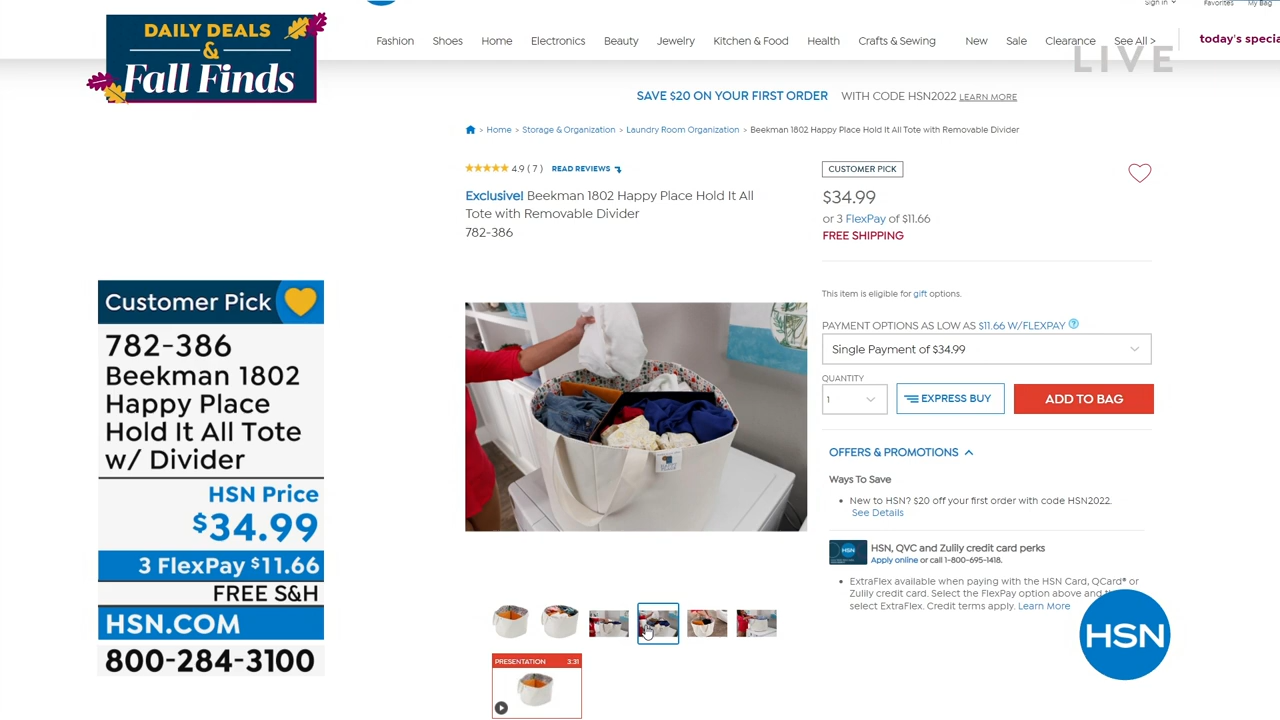 DAILY DEALS
&
Fall Finds
Sign in
Favorites
My Bag
Fashion
Shoes
Home
Electronics
Beauty
Jewelry
Kitchen & Food
Health
Crafts & Sewing
New
Sale
Clearance
See All >
today's specia
LIVE
SAVE $20 ON YOUR FIRST ORDER WITH CODE HSN2022 LEARN MORE
> Home > Storage & Organization > Laundry Room Organization > Beekman 1802 Happy Place Hold It All Tote with Removable Divider
4.9 ( 7 ) READ REVIEWS
Exclusive! Beekman 1802 Happy Place Hold It All
Tote with Removable Divider
782-386
CUSTOMER PICK
$34.99
or 3 FlexPay of $11.66
FREE SHIPPING
This item is eligible for gift options.
PAYMENT OPTIONS AS LOW AS $11.66 W/FLEXPAY ?
Single Payment of $34.99
QUANTITY
1
EXPRESS BUY
ADD TO BAG
OFFERS & PROMOTIONS
Ways To Save
• New to HSN? $20 off your first order with code HSN2022.
See Details
HSN
HSN, QVC and Zulily credit card perks
Apply online or call 1-800-695-1418.
• ExtraFlex available when paying with the HSN Card, QCard® or
Zulily credit card. Select the FlexPay option above and
select ExtraFlex. Credit terms apply. Learn More
HSN
PRESENTATION 3:31
Customer Pick
782-386
Beekman 1802
Happy Place
Hold It All Tote
w/ Divider
HSN Price
$34.99
3 FlexPay $11.66
FREE S&H
HSN.COM
800-284-3100